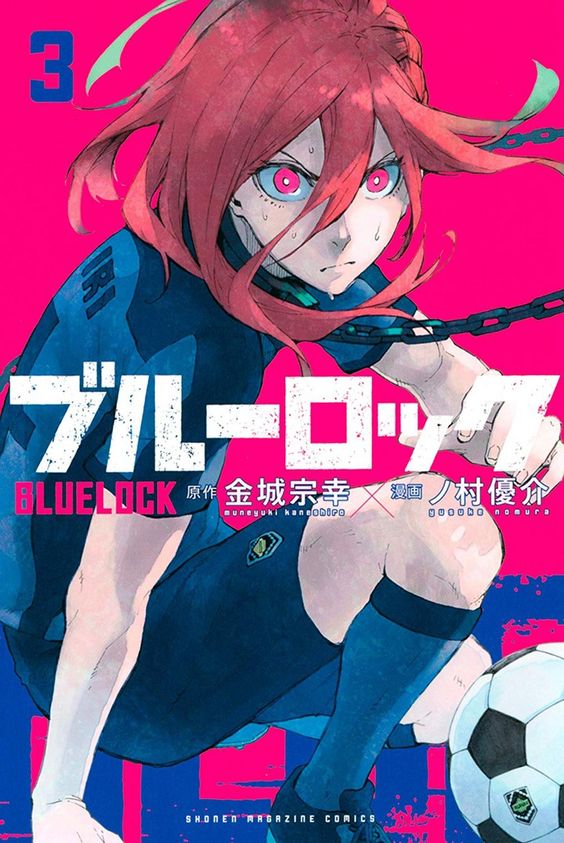 3
ブルーロック
BLUELOCK
原作 金城宗幸 × 漫画 ノ村優介
muneyuki kaneshiro yusuke nomura
SHONEN MAGAZINE COMICS